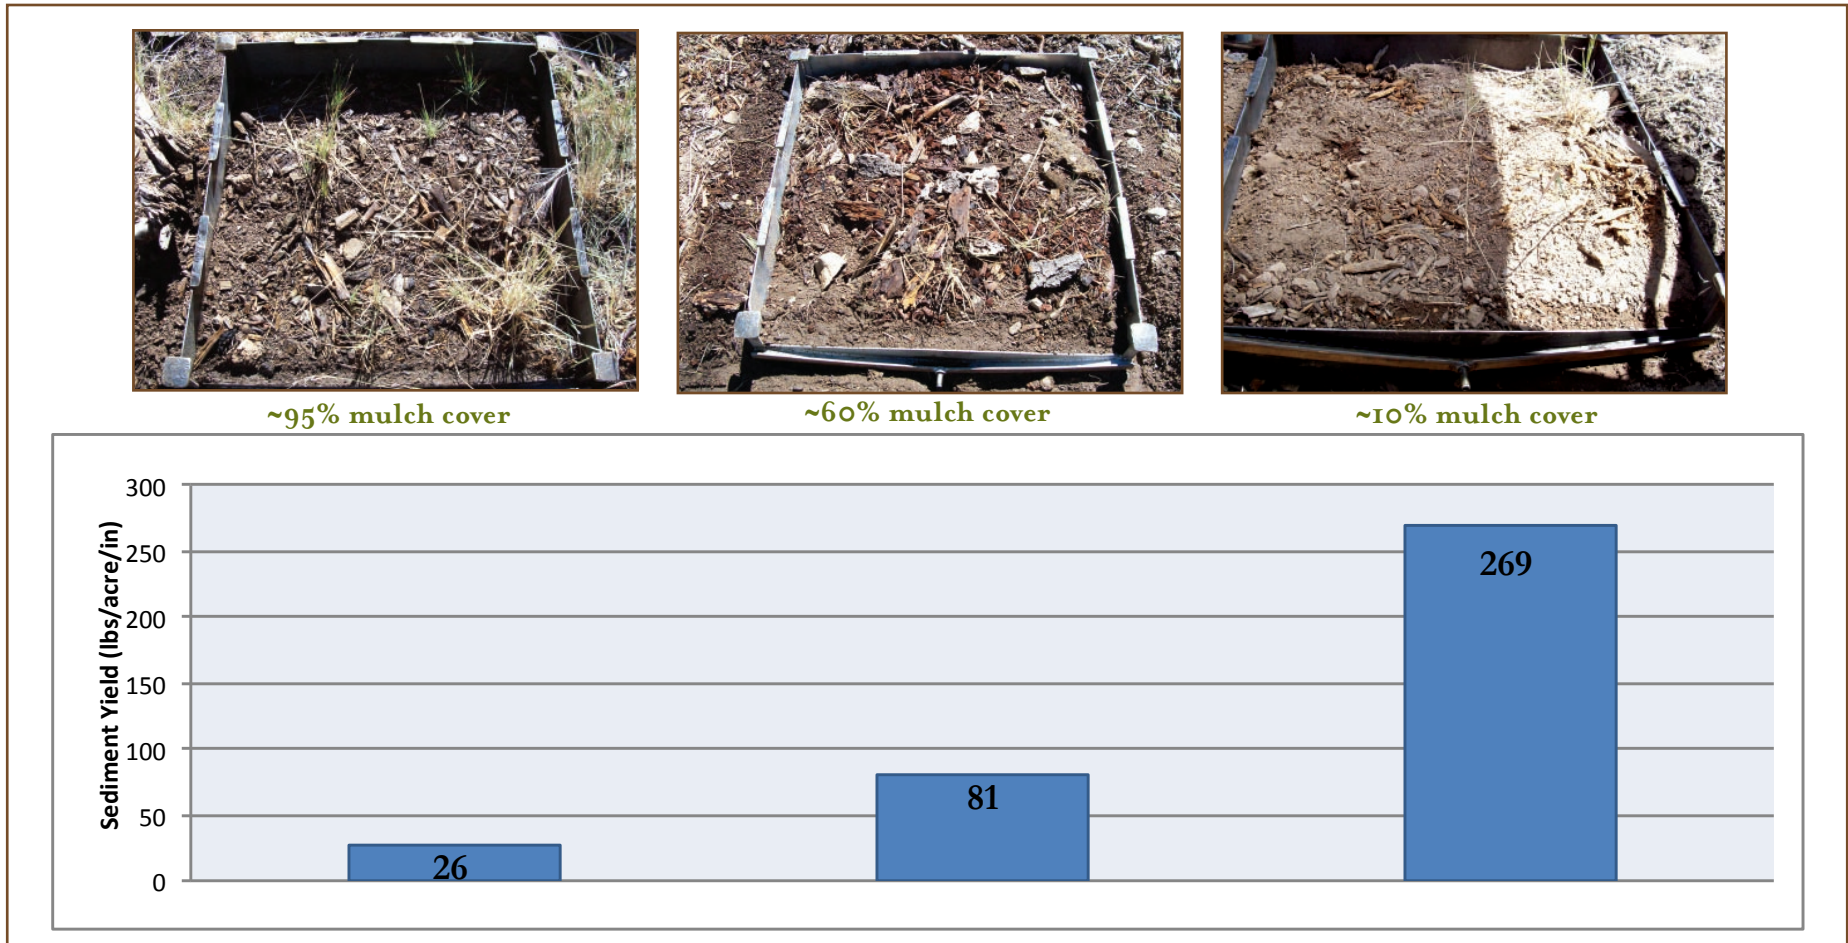 ~95% mulch cover
~60% mulch cover
~10% mulch cover
Sediment Yield (lbs/acre/in)
300
250
200
150
100
50
0
26
81
269